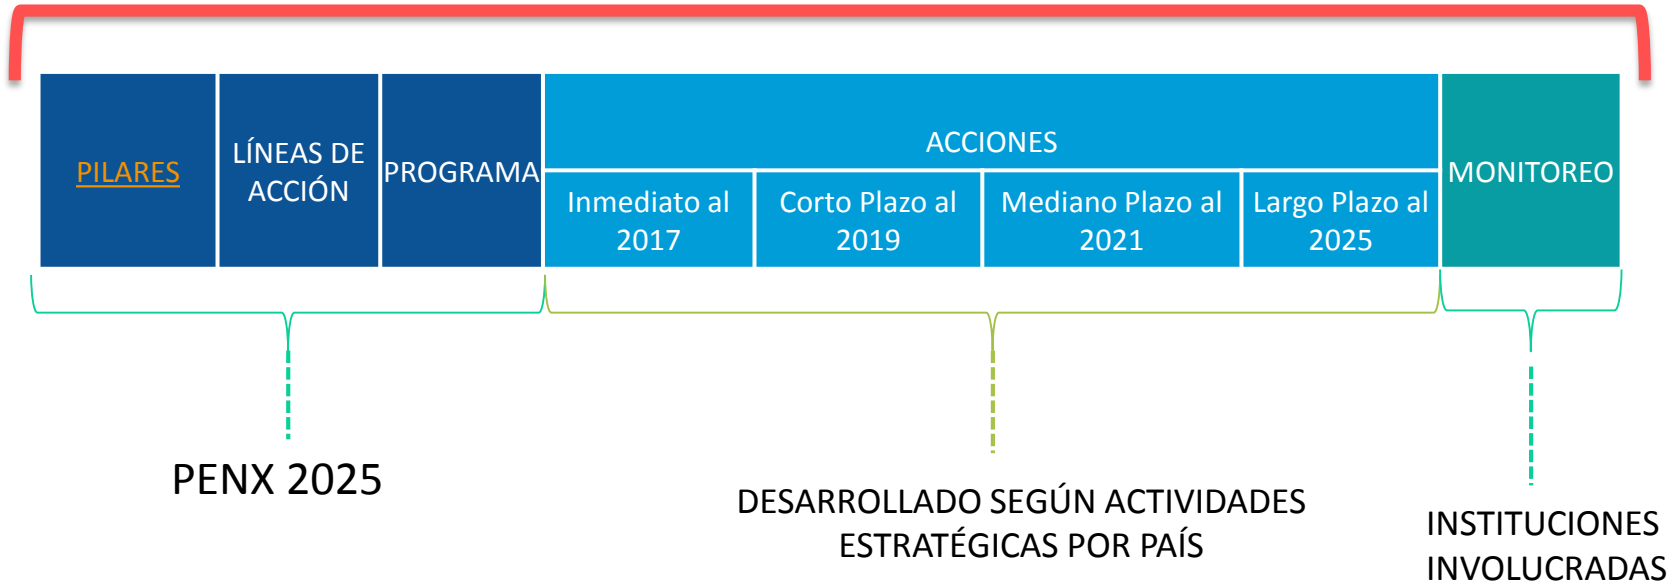 PILARES
LÍNEAS DE
ACCIÓN
PROGRAMA
ACCIONES
Inmediato al
2017
Corto Plazo al
2019
Mediano Plazo al
2021
Largo Plazo al
2025
MONITOREO
PENX 2025
DESARROLLADO SEGÚN ACTIVIDADES
ESTRATÉGICAS POR PAÍS
INSTITUCIONES
INVOLUCRADAS